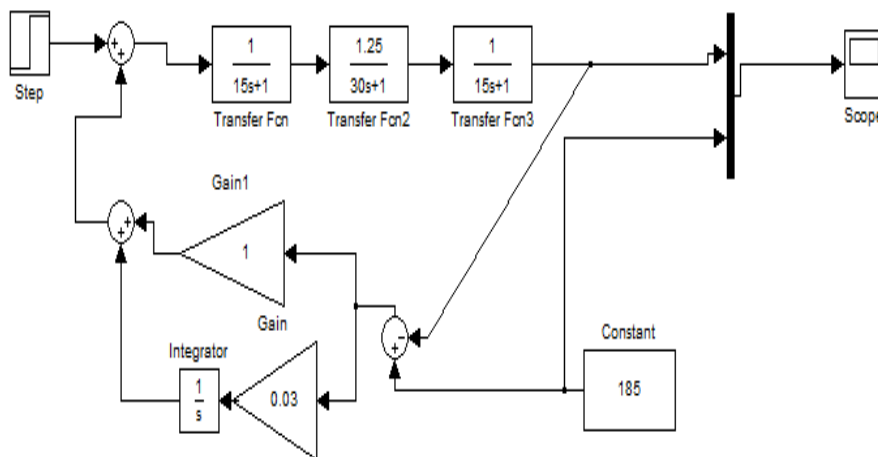 Step
+
+
1
15s+1
Transfer Fcn
1.25
30s+1
Transfer Fcn2
1
15s+1
Transfer Fcn3
Scope
Gain1
+
+
1
Gain
Integrator
1
s
0.03
−
+
Constant
185